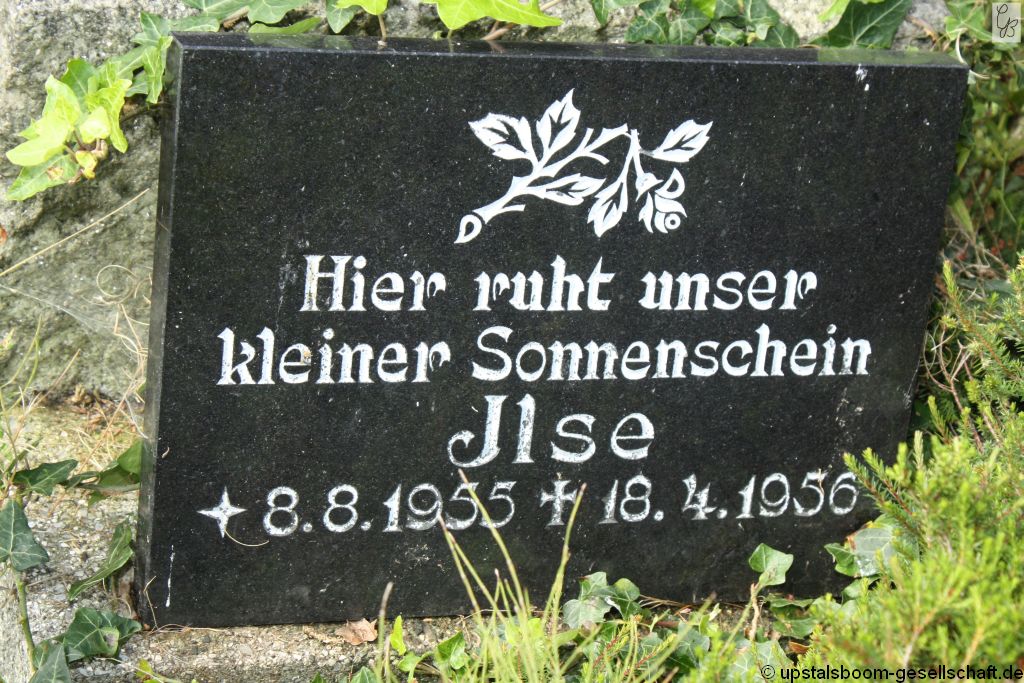 Hier ruht unser
kleiner Sonnenschein
Jlse
8.8.1955 18.4.1956
© upstalsboom-gesellschaft.de